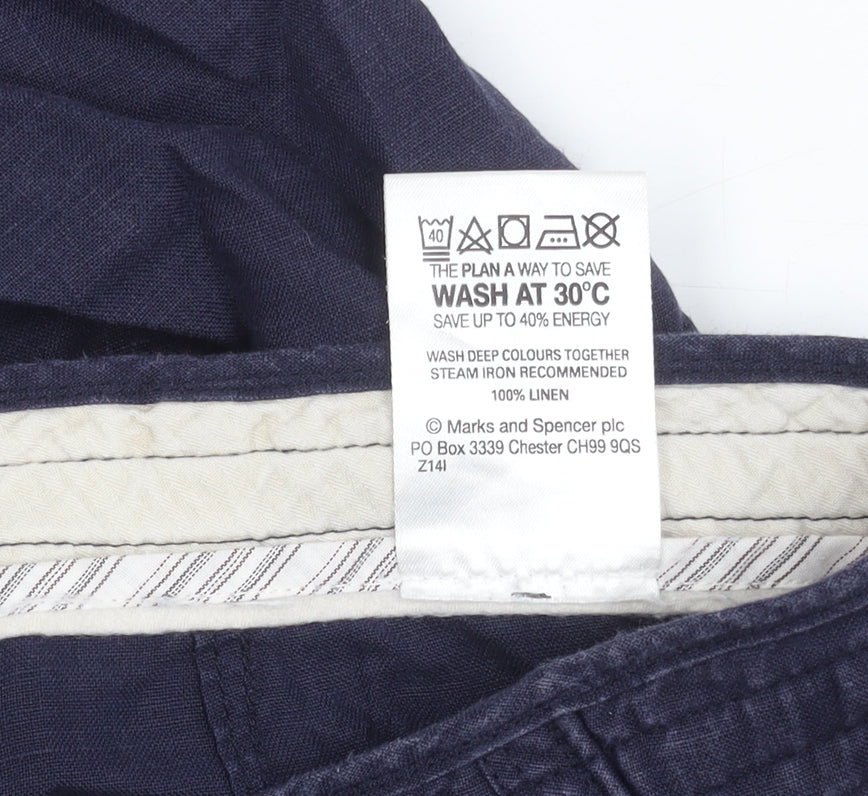 40
THE PLAN A WAY TO SAVE
WASH AT 30°C
SAVE UP TO 40% ENERGY
WASH DEEP COLOURS TOGETHER
STEAM IRON RECOMMENDED
100% LINEN
© Marks and Spencer plc
PO Box 3339 Chester CH99 9QS
Z14I